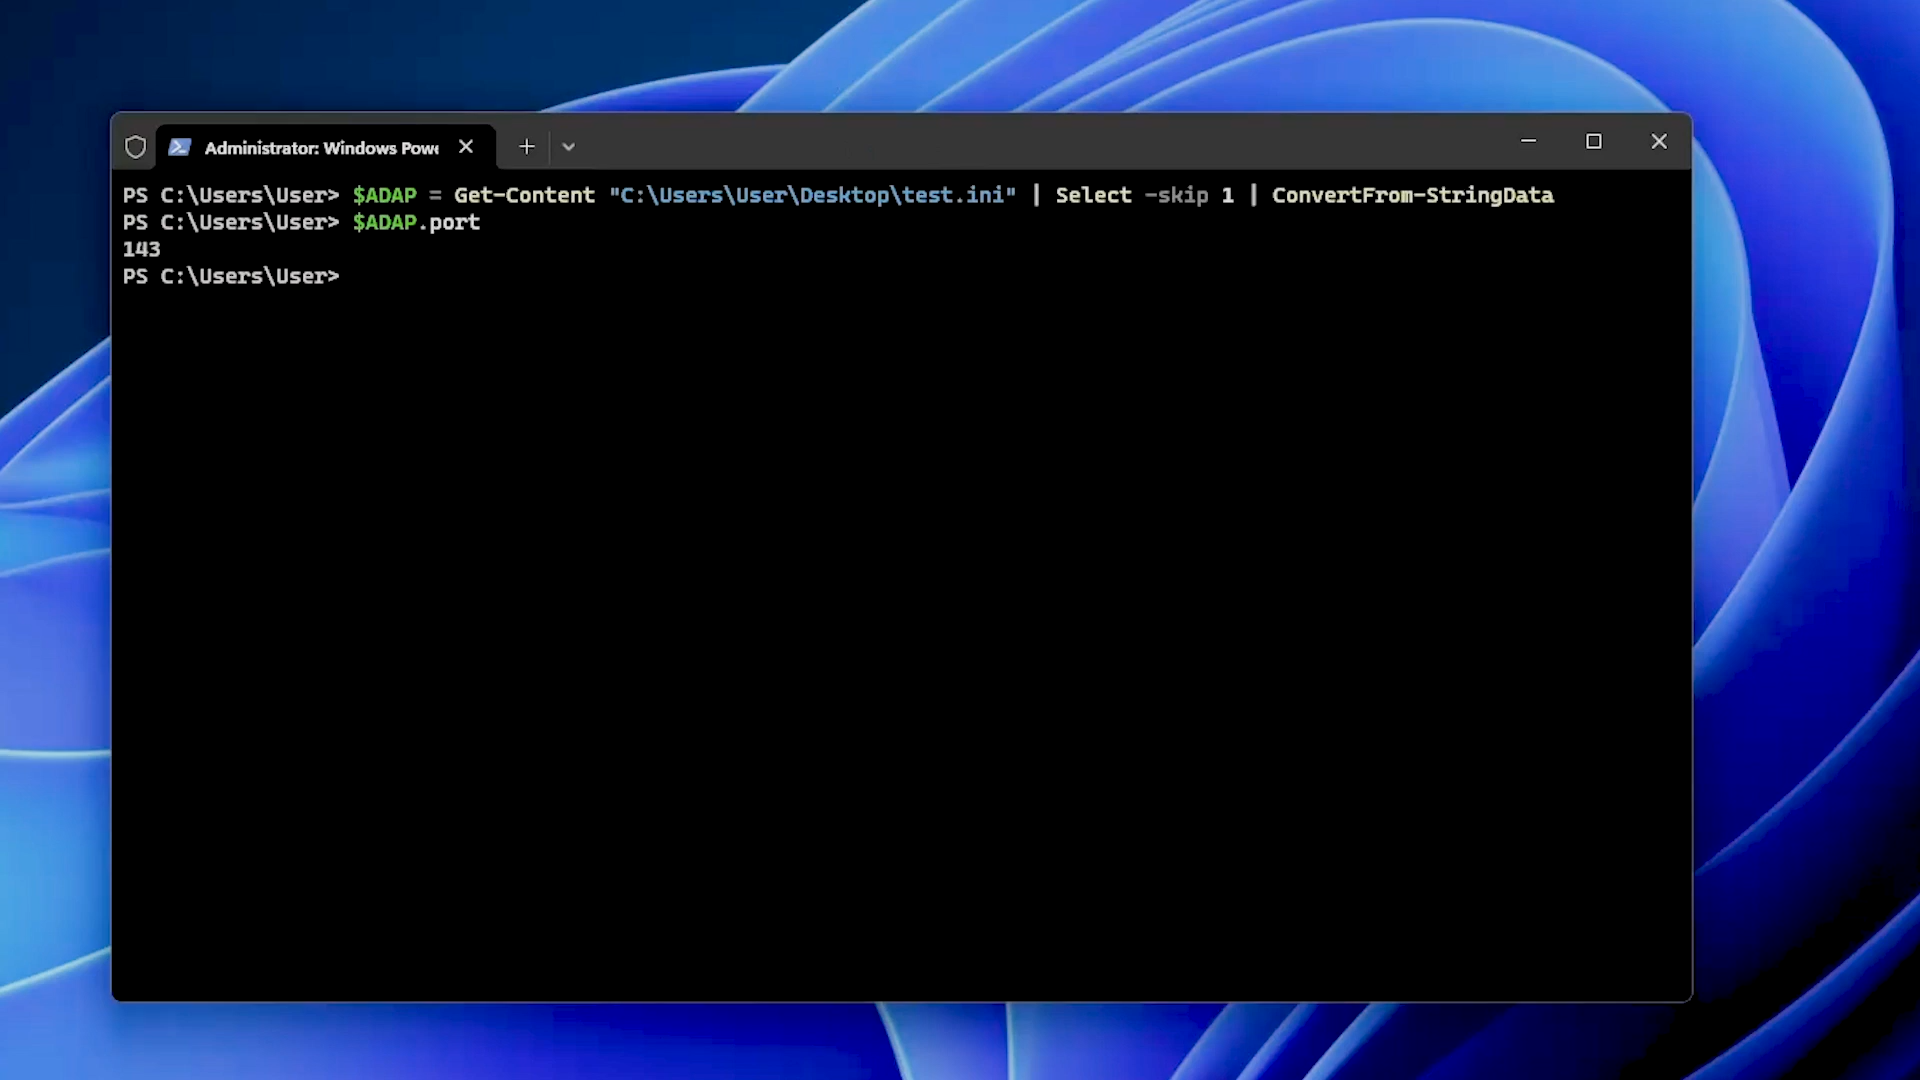 Administrator: Windows Powe
PS C:\Users\User> $ADAP = Get-Content "C:\Users\User\Desktop\test.ini" | Select -skip 1 | ConvertFrom-StringData
PS C:\Users\User> $ADAP.port
143
PS C:\Users\User>